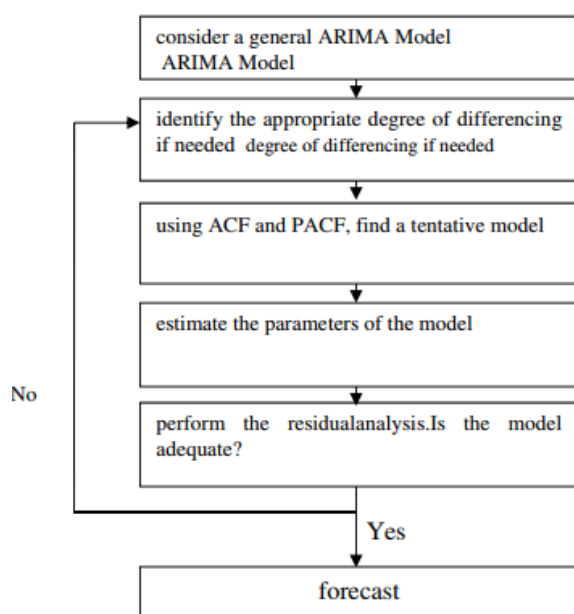 consider a general ARIMA Model
ARIMA Model
identify the appropriate degree of differencing
if needed degree of differencing if needed
using ACF and PACF, find a tentative model
estimate the parameters of the model
No
perform the residualanalysis.Is the model
adequate?
Yes
forecast